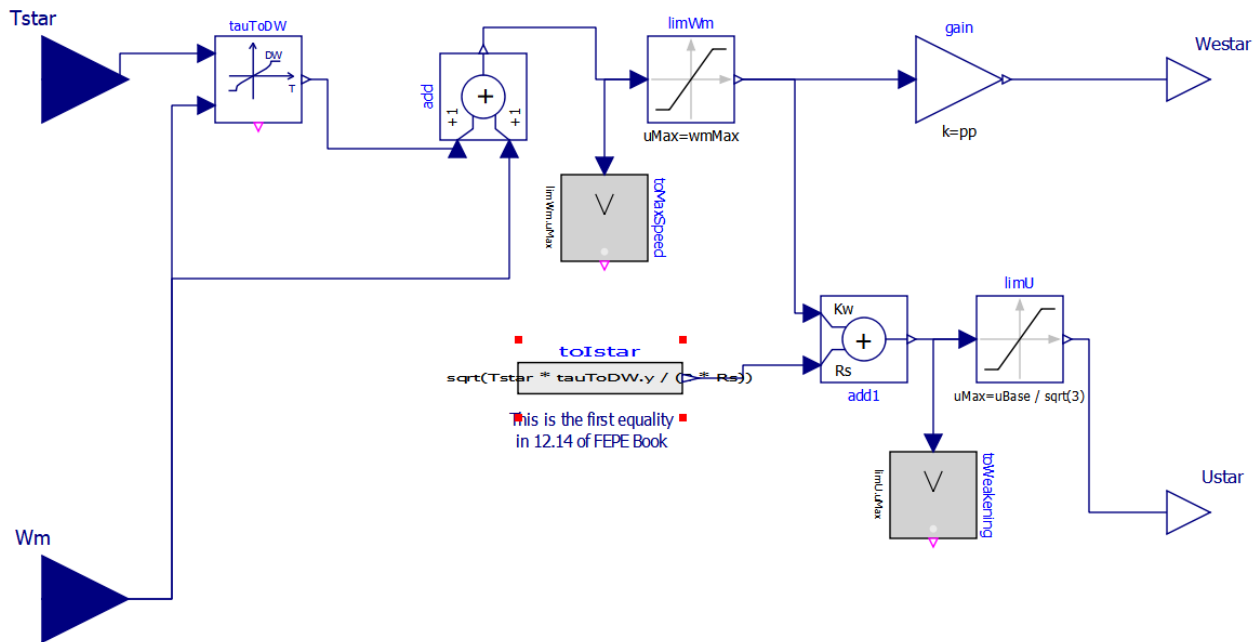 Tstar
tauToDW
DW
T
add
+1
+1
limWm
uMax=wmMax
gain
k=pp
Westar
toMaxSpeed
limWm.uMax
toIstar
sqrt(Tstar * tauToDW.y / ( * Rs))
This is the first equality
in 12.14 of FEPE Book
Kw
+
Rs
add1
limU
uMax=uBase / sqrt(3)
toWeakening
limU.uMax
Ustar
Wm